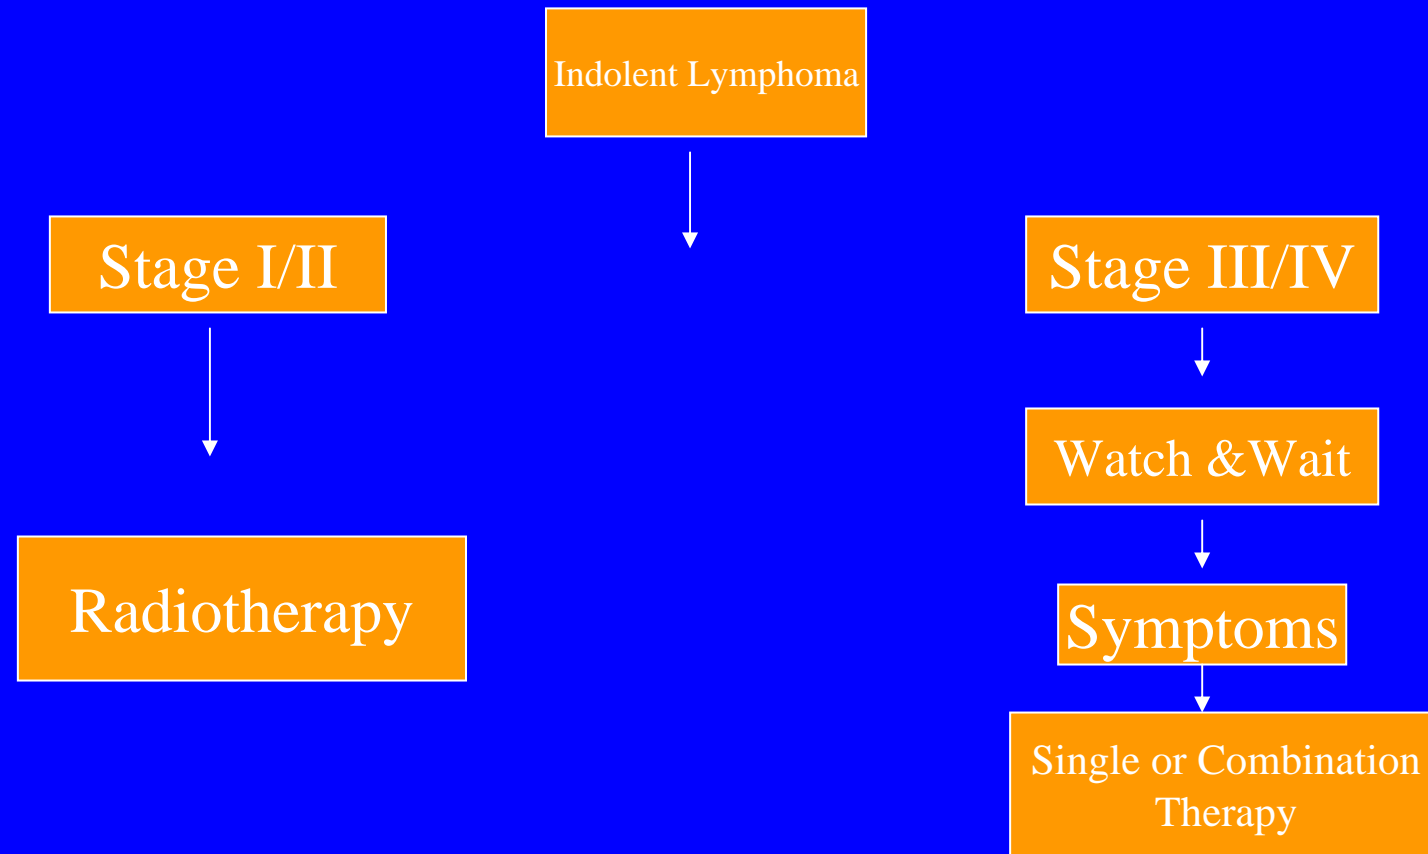 Indolent Lymphoma
Stage I/II
Stage III/IV
Watch &Wait
Radiotherapy
Symptoms
Single or Combination
Therapy